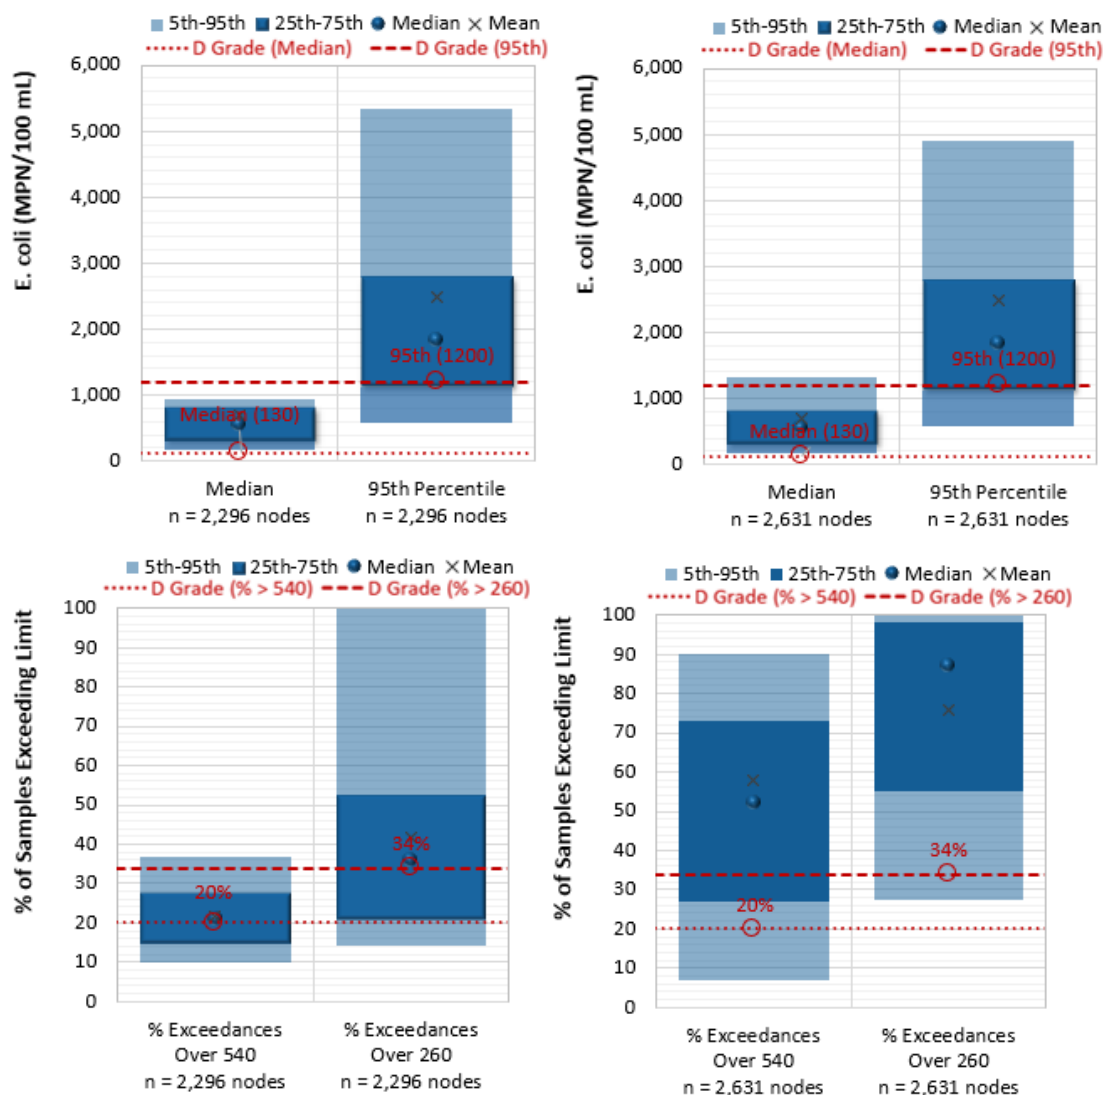 5th-95th 25th-75th Median Mean
D Grade (Median) D Grade (95th)
E. coli (MPN/100 mL)
6,000
5,000
4,000
3,000
2,000
1,000
0
95th (1200)
Median (130)
Median
n = 2,296 nodes
95th Percentile
n = 2,296 nodes
5th-95th 25th-75th Median Mean
D Grade (Median) D Grade (95th)
E. coli (MPN/100 mL)
6,000
5,000
4,000
3,000
2,000
1,000
0
95th (1200)
Median (130)
Median
n = 2,631 nodes
95th Percentile
n = 2,631 nodes
5th-95th 25th-75th Median Mean
D Grade (% > 540) D Grade (% > 260)
% of Samples Exceeding Limit
100
90
80
70
60
50
40
30
20
10
0
34%
20%
% Exceedances
Over 540
n = 2,296 nodes
% Exceedances
Over 260
n = 2,296 nodes
5th-95th 25th-75th Median Mean
D Grade (% > 540) D Grade (% > 260)
% of Samples Exceeding Limit
100
90
80
70
60
50
40
30
20
10
0
34%
20%
% Exceedances
Over 540
n = 2,631 nodes
% Exceedances
Over 260
n = 2,631 nodes